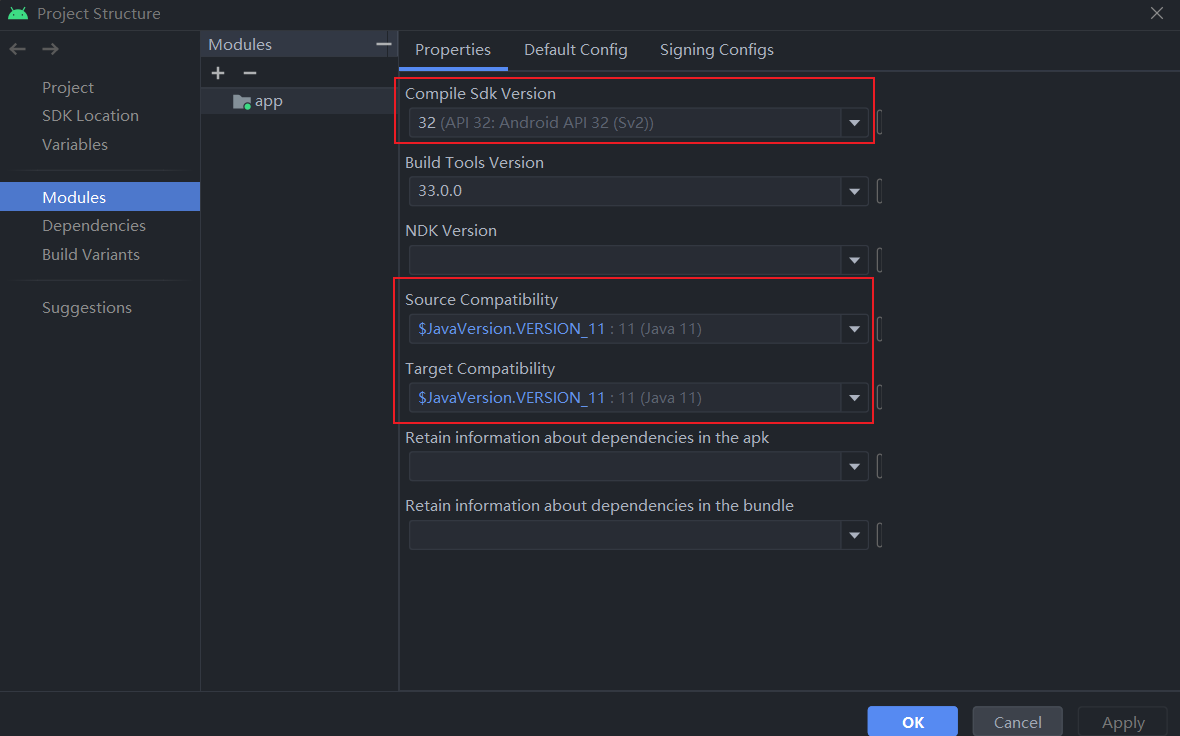 Project Structure
Project
SDK Location
Variables
Modules
Dependencies
Build Variants
Suggestions
Modules
app
Properties Default Config Signing Configs
Compile Sdk Version
32 (API 32: Android API 32 (Sv2))
Build Tools Version
33.0.0
NDK Version
Source Compatibility
$JavaVersion.VERSION_11 : 11 (Java 11)
Target Compatibility
$JavaVersion.VERSION_11 : 11 (Java 11)
Retain information about dependencies in the apk
Retain information about dependencies in the bundle
OK Cancel Apply